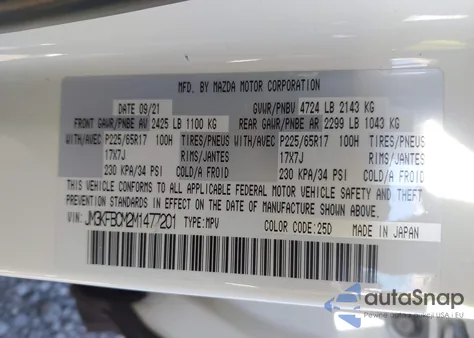 MFD. BY MAZDA MOTOR CORPORATION
DATE 09/21 GVWR/PNBV 4724 LB 2143 KG
FRONT GAWR/PNBE AV 2425 LB 1100 KG REAR GAWR/PNBE AR 2299 LB 1043 KG
WITH/AVEC P225/65R17 100H TIRES/PNEUS WITH/AVEC P225/65R17 100H TIRES/PNEUS
17X7J RIMS/JANTES 17X7J RIMS/JANTES
230 KPA/34 PSI COLD/A FROID 230 KPA/34 PSI COLD/A FROID
THIS VEHICLE CONFORMS TO ALL APPLICABLE FEDERAL MOTOR VEHICLE SAFETY AND THEFT
PREVENTION STANDARDS IN EFFECT ON THE DATE OF MANUFACTURE SHOWN ABOVE.
VIN: JM3KFBCM2M1477201 TYPE:MPV COLOR CODE:25D MADE IN JAPAN
autoSnap
Pewne auto z licytacji USA i EU